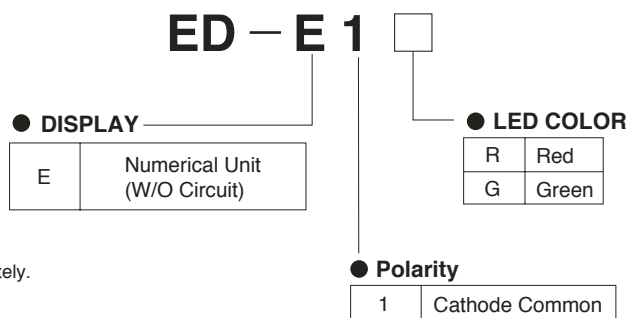 ED – E 1 □
● DISPLAY
E Numerical Unit
(W/O Circuit)
● LED COLOR
R Red
G Green
tely.
● Polarity
1 Cathode Common